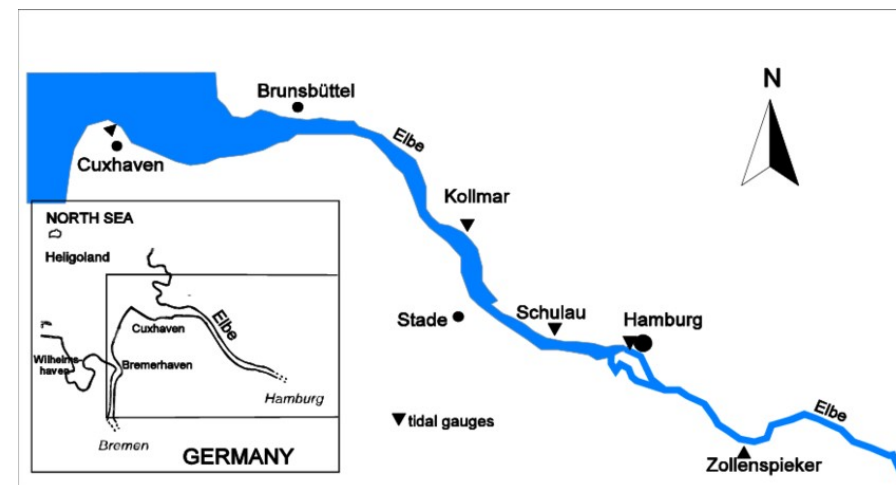 N
Brunsbüttel
Elbe
Cuxhaven
Kollmar
Stade
Schulau
Hamburg
Elbe
Zollenspieker
tidal gauges
NORTH SEA
Heligoland
Elbe
Cuxhaven
Wilhelms-
haven
Bremerhaven
Hamburg
Bremen
GERMANY